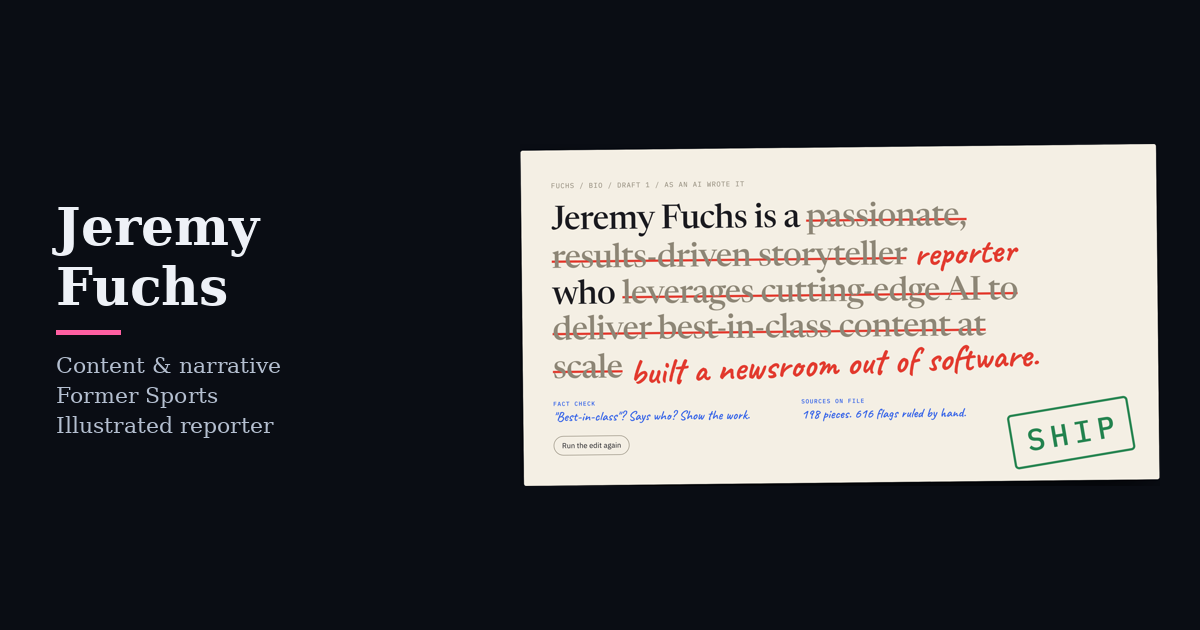 Jeremy
Fuchs
Content & narrative
Former Sports
Illustrated reporter
FUCHS / BIO / DRAFT 1 / AS AN AI WROTE IT
Jeremy Fuchs is a passionate,
results-driven storyteller reporter
who leverages cutting-edge AI to
deliver best-in-class content at
scale built a newsroom out of software.
FACT CHECK
"Best-in-class"? Says who? Show the work.
SOURCES ON FILE
198 pieces. 616 flags ruled by hand.
Run the edit again
SHIP